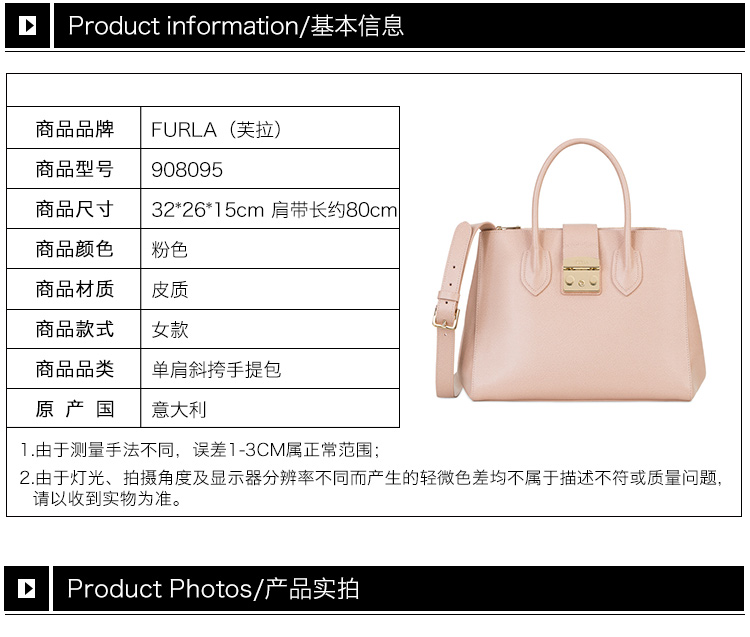 Product information/基本信息
商品品牌 FURLA（芙拉）
商品型号 908095
商品尺寸 32*26*15cm 肩带长约80cm
商品颜色 粉色
商品材质 皮质
商品款式 女款
商品品类 单肩斜挎手提包
原产国 意大利
1.由于测量手法不同，误差1-3CM属正常范围；
2.由于灯光、拍摄角度及显示器分辨率不同而产生的轻微色差均不属于描述不符或质量问题，
请以收到实物为准。
Product Photos/产品实拍